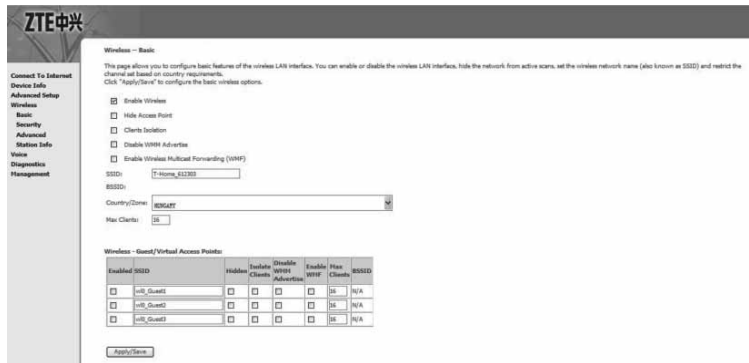 ZTE中兴
Connect To Internet
Device Info
Advanced Setup
Wireless
Basic
Security
Advanced
Station Info
Voice
Diagnostics
Management
Wireless -- Basic
This page allows you to configure basic features of the wireless LAN interface. You can enable or disable the wireless LAN interface, hide the network from active scans, set the wireless network name (also known as SSID) and restrict the
channel set based on country requirements.
Click "Apply/Save" to configure the basic wireless options.
Enable Wireless
Hide Access Point
Clients Isolation
Disable WMM Advertise
Enable Wireless Multicast Forwarding (WMF)
SSID: T-Home_612303
BSSID:
Country/Zone: HUNGARY
Max Clients: 16
Wireless - Guest/Virtual Access Points:
Enabled SSID Hidden Isolate Clients Disable WMM Advertise Enable WMF Max Clients BSSID
wl0_Guest1 16 N/A
wl0_Guest2 16 N/A
wl0_Guest3 16 N/A
Apply/Save